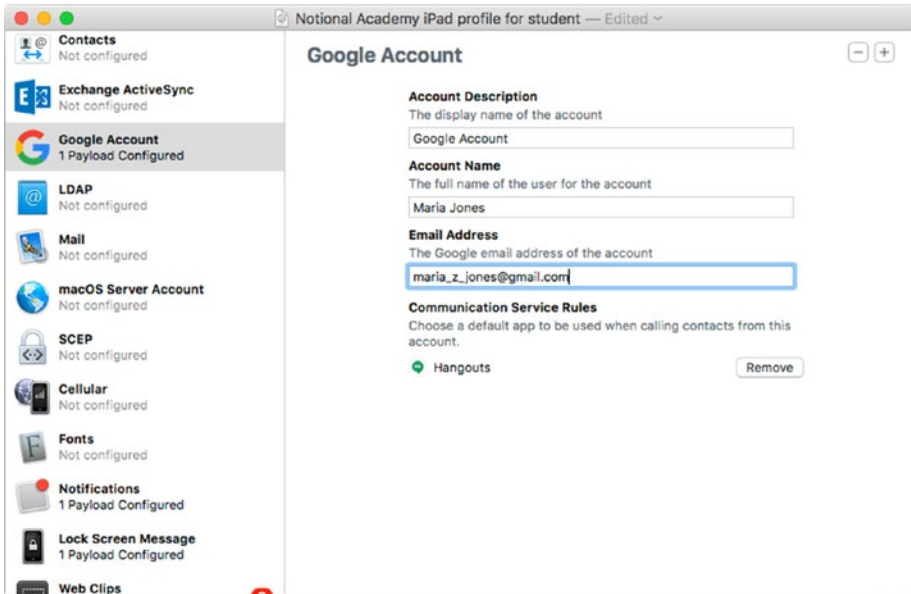 Notional Academy iPad profile for student — Edited
Contacts
Not configured
Exchange ActiveSync
Not configured
Google Account
1 Payload Configured
LDAP
Not configured
Mail
Not configured
macOS Server Account
Not configured
SCEP
Not configured
Cellular
Not configured
Fonts
Not configured
Notifications
1 Payload Configured
Lock Screen Message
1 Payload Configured
Web Clips
Google Account
Account Description
The display name of the account
Google Account
Account Name
The full name of the user for the account
Maria Jones
Email Address
The Google email address of the account
maria_z_jones@gmail.com
Communication Service Rules
Choose a default app to be used when calling contacts from this
account.
Hangouts
Remove